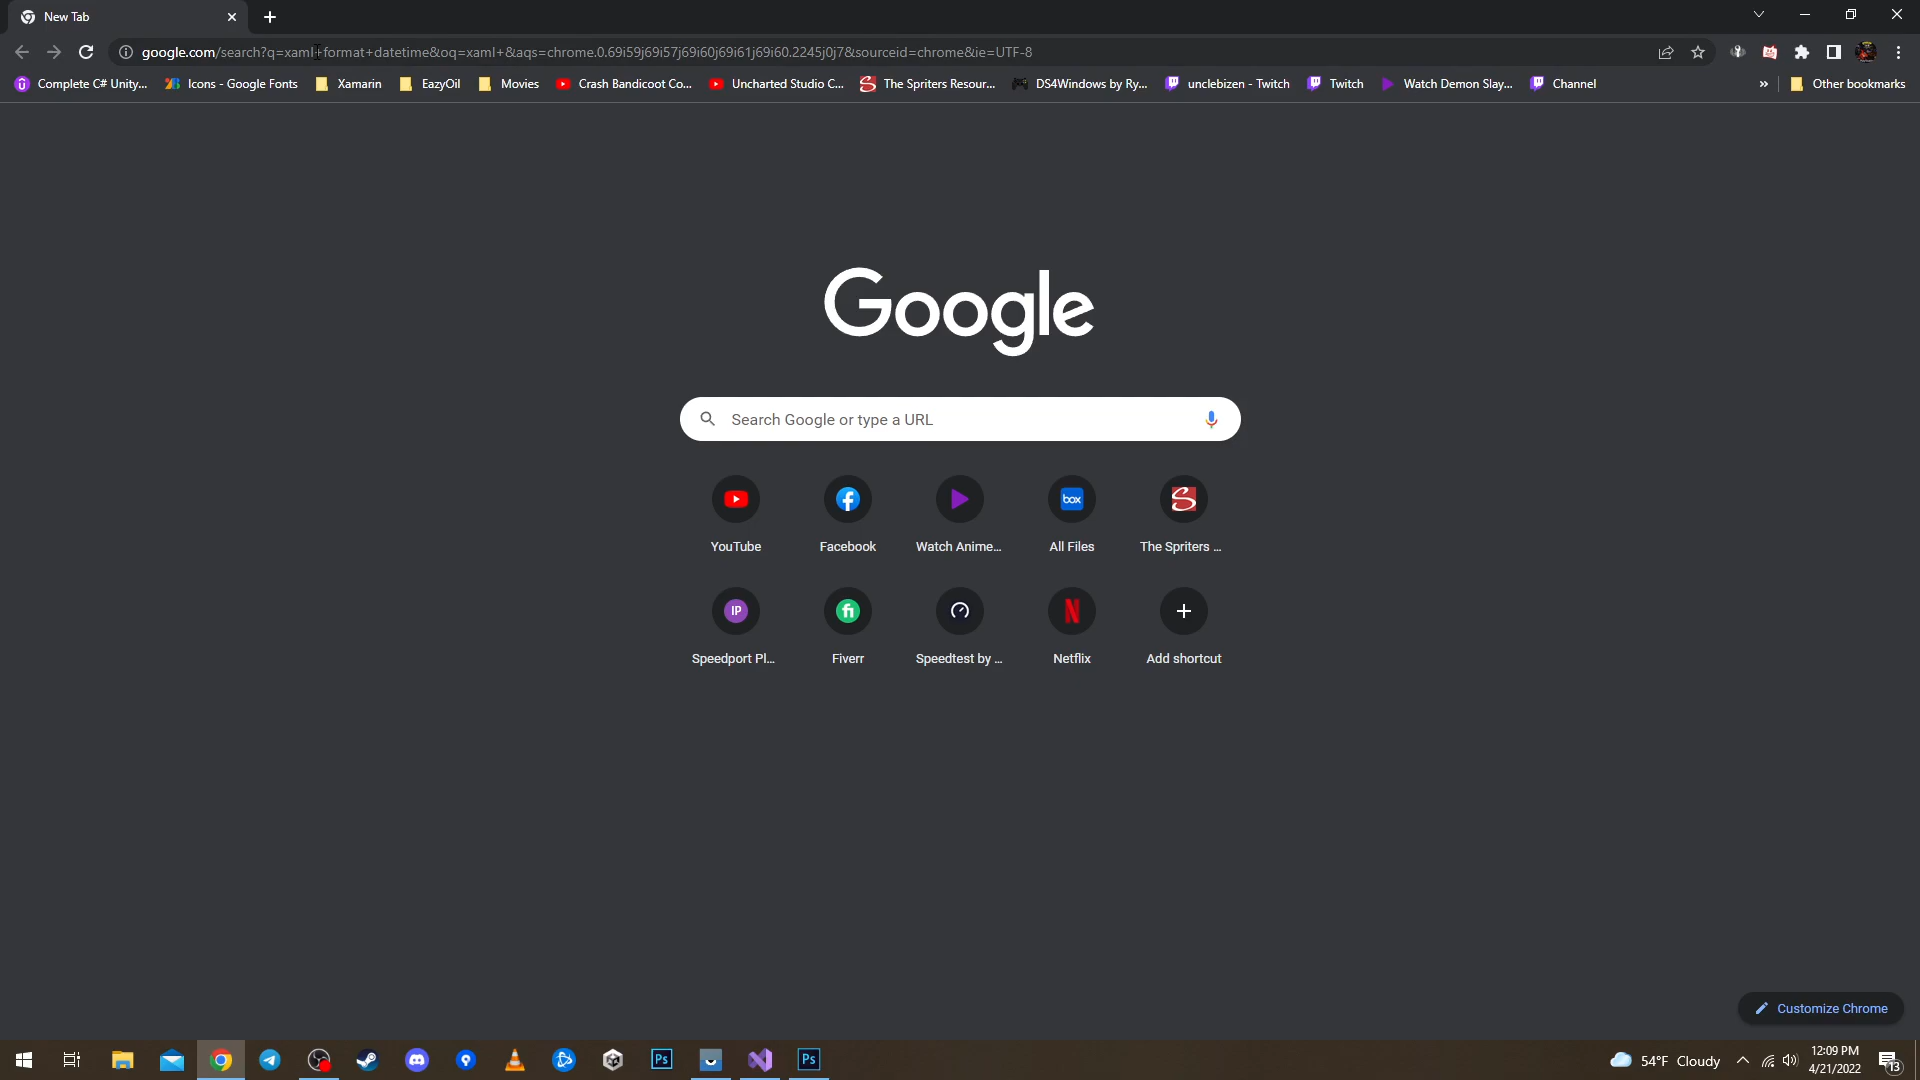 New Tab
google.com/search?q=xaml+format+datetime&oq=xaml+&aqs=chrome.0.69i59j69i57j69i60j69i61j69i60.2245j0j7&sourceid=chrome&ie=UTF-8
Complete C# Unity... Icons - Google Fonts Xamarin EazyOil Movies Crash Bandicoot Co... Uncharted Studio C... The Spriters Resour... DS4Windows by Ry... unclebizen - Twitch Twitch Watch Demon Slay... Channel » Other bookmarks
Google
Search Google or type a URL
box
YouTube Facebook Watch Anime... All Files The Spriters ...
IP fi N
Speedport Pl... Fiverr Speedtest by ... Netflix Add shortcut
Customize Chrome
Ps Ps 54°F Cloudy 12:09 PM
4/21/2022 13